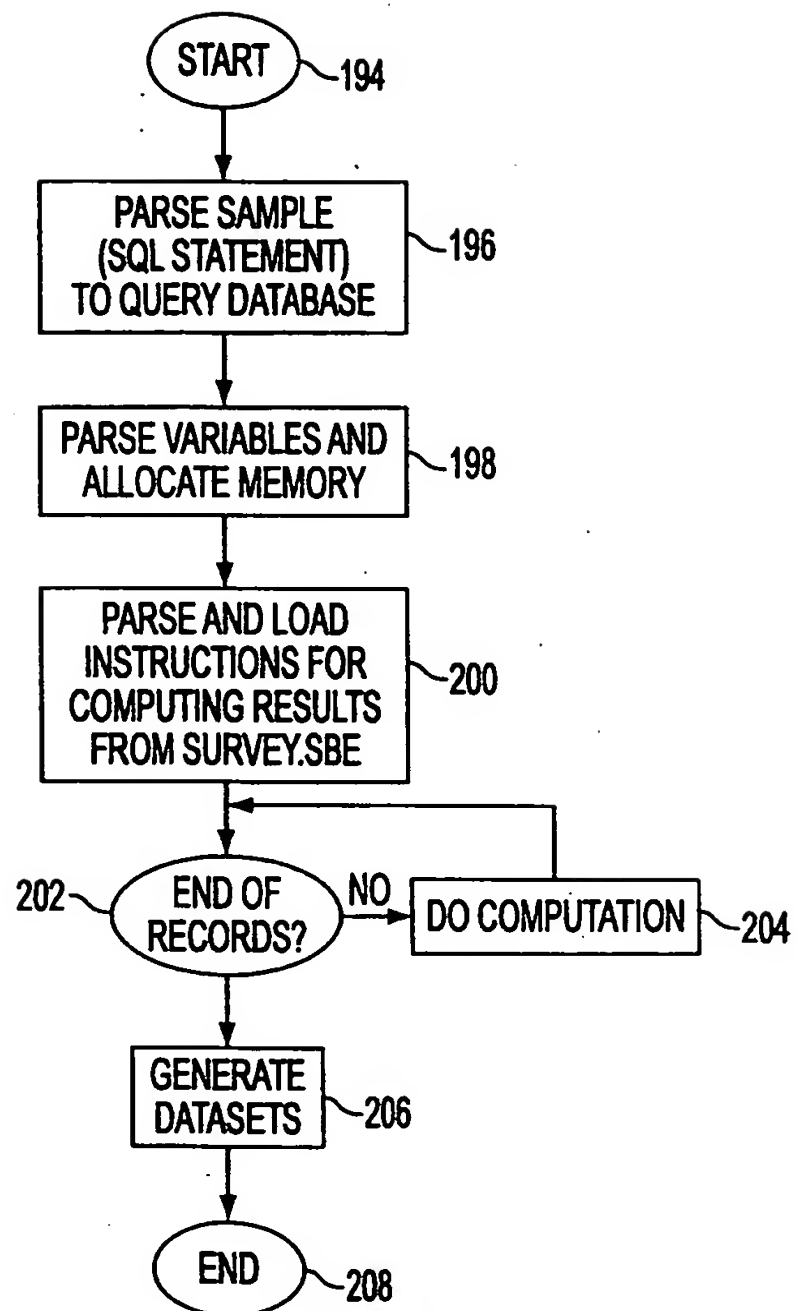 START
194
PARSE SAMPLE
(SQL STATEMENT)
TO QUERY DATABASE
196
PARSE VARIABLES AND
ALLOCATE MEMORY
198
PARSE AND LOAD
INSTRUCTIONS FOR
COMPUTING RESULTS
FROM SURVEY.SBE
200
202
END OF
RECORDS?
NO
DO COMPUTATION
204
GENERATE
DATASETS
206
END
208